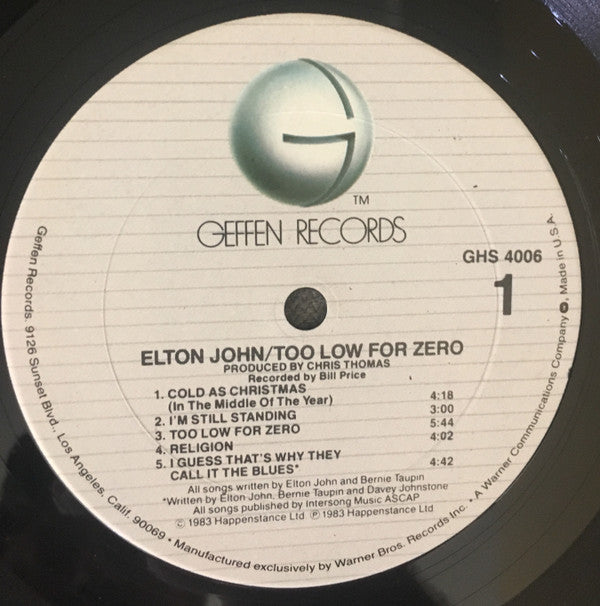 G
TM
GEFFEN RECORDS
GHS 4006
1
ELTON JOHN/TOO LOW FOR ZERO
PRODUCED BY CHRIS THOMAS
Recorded by Bill Price
1. COLD AS CHRISTMAS
(In The Middle Of The Year) 4:18
2. I'M STILL STANDING 3:00
3. TOO LOW FOR ZERO 5:44
4. RELIGION 4:02
5. I GUESS THAT'S WHY THEY
CALL IT THE BLUES* 4:42
All songs written by Elton John and Bernie Taupin
*Written by Elton John, Bernie Taupin and Davey Johnstone
All songs published by Intersong Music ASCAP
© 1983 Happenstance Ltd ℗ 1983 Happenstance Ltd
Geffen Records, 9126 Sunset Blvd., Los Angeles, Calif. 90069 • Manufactured exclusively by Warner Bros. Records Inc. • A Warner Communications Company. Made in U.S.A.